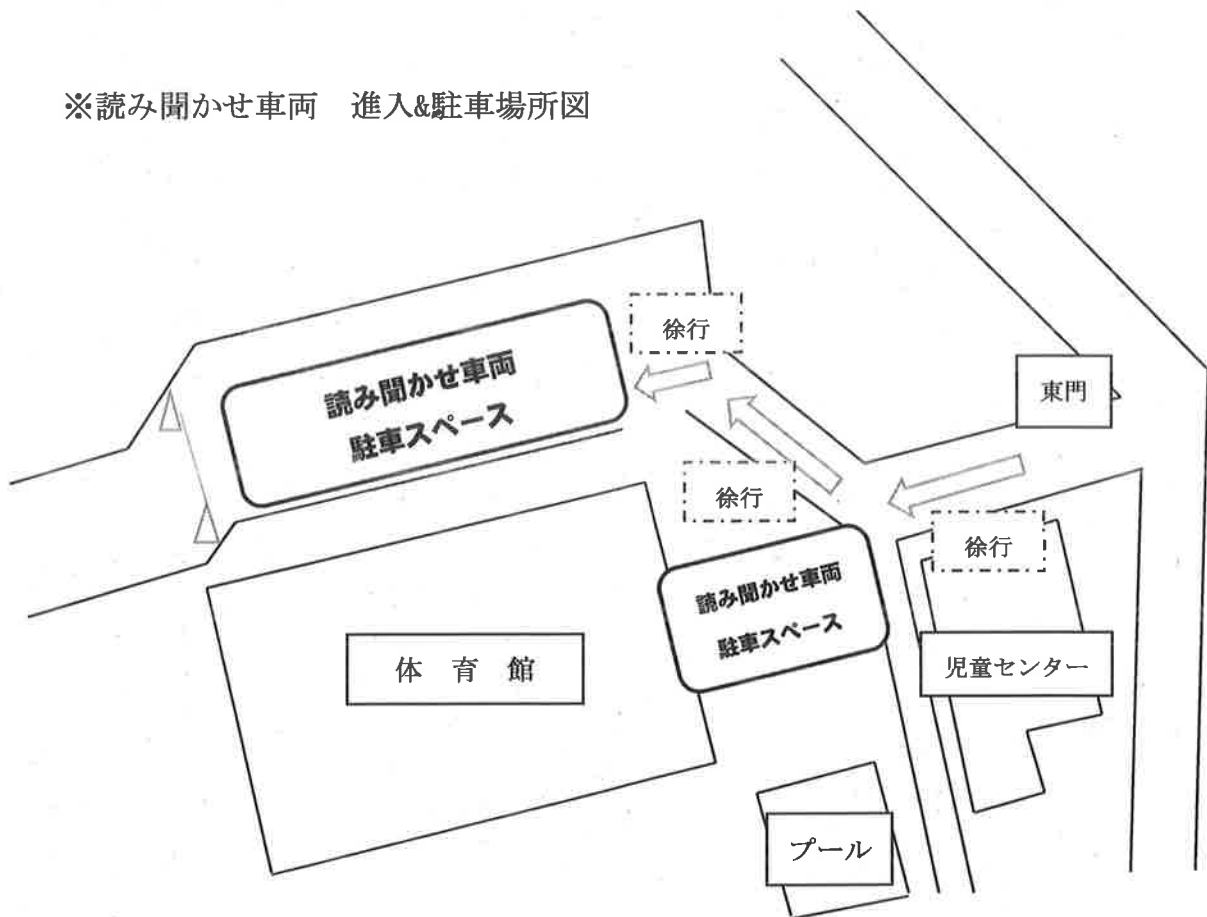 ※読み聞かせ車両　進入&駐車場所図
徐行
東門
読み聞かせ車両
駐車スペース
徐行
徐行
読み聞かせ車両
駐車スペース
体　育　館
児童センター
プール